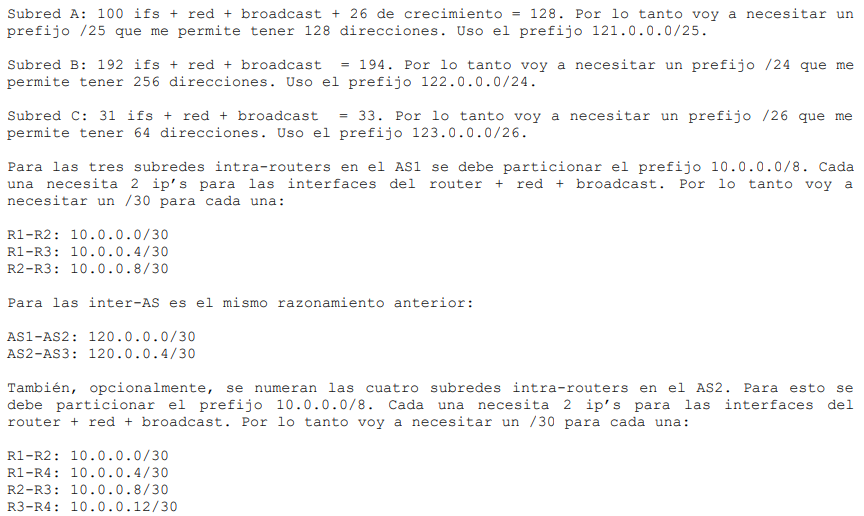 Subred A: 100 ifs + red + broadcast + 26 de crecimiento = 128. Por lo tanto voy a necesitar un
prefijo /25 que me permite tener 128 direcciones. Uso el prefijo 121.0.0.0/25.
Subred B: 192 ifs + red + broadcast = 194. Por lo tanto voy a necesitar un prefijo /24 que me
permite tener 256 direcciones. Uso el prefijo 122.0.0.0/24.
Subred C: 31 ifs + red + broadcast = 33. Por lo tanto voy a necesitar un prefijo /26 que me
permite tener 64 direcciones. Uso el prefijo 123.0.0.0/26.
Para las tres subredes intra-routers en el AS1 se debe particionar el prefijo 10.0.0.0/8. Cada
una necesita 2 ip’s para las interfaces del router + red + broadcast. Por lo tanto voy a
necesitar un /30 para cada una:
R1-R2: 10.0.0.0/30
R1-R3: 10.0.0.4/30
R2-R3: 10.0.0.8/30
Para las inter-AS es el mismo razonamiento anterior:
AS1-AS2: 120.0.0.0/30
AS2-AS3: 120.0.0.4/30
También, opcionalmente, se numeran las cuatro subredes intra-routers en el AS2. Para esto se
debe particionar el prefijo 10.0.0.0/8. Cada una necesita 2 ip’s para las interfaces del
router + red + broadcast. Por lo tanto voy a necesitar un /30 para cada una:
R1-R2: 10.0.0.0/30
R1-R4: 10.0.0.4/30
R2-R3: 10.0.0.8/30
R3-R4: 10.0.0.12/30